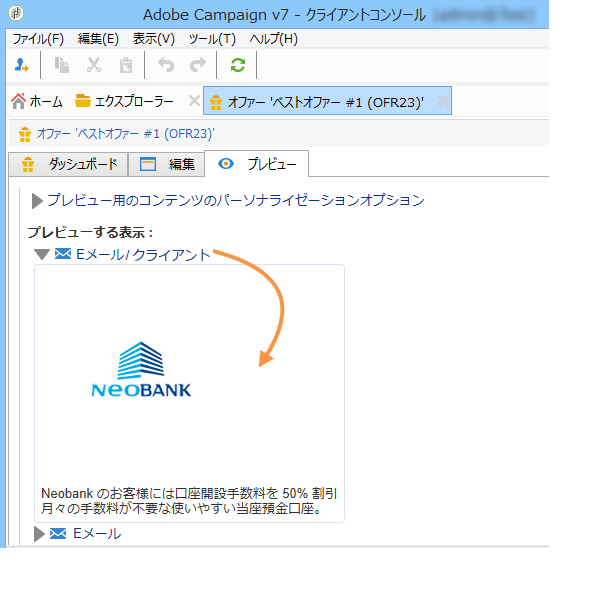 Adobe Campaign v7 - クライアントコンソール
ファイル(F) 編集(E) 表示(V) ツール(T) ヘルプ(H)
ホーム エクスプローラー オファー 'ベストオファー #1 (OFR23)'
オファー 'ベストオファー #1 (OFR23)'
ダッシュボード 編集 プレビュー
プレビュー用のコンテンツのパーソナライゼーションオプション
プレビューする表示 :
Eメール/ クライアント
NeoBANK
Neobank のお客様には口座開設手数料を 50% 割引
月々の手数料が不要な使いやすい当座預金口座。
Eメール